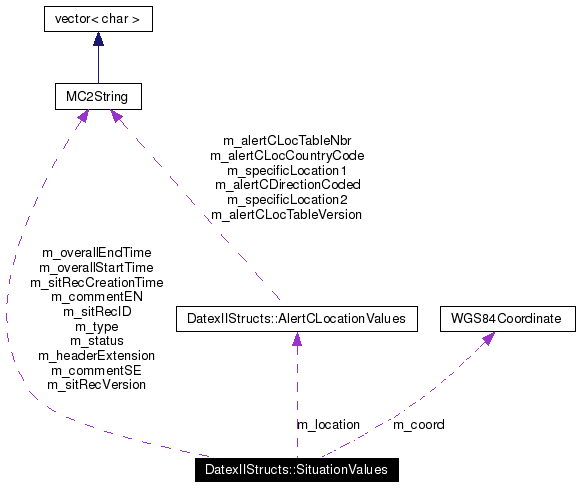 vector< char >
MC2String
m_alertCLocTableNbr
m_alertCLocCountryCode
m_specificLocation1
m_alertCDirectionCoded
m_specificLocation2
m_alertCLocTableVersion
m_overallEndTime
m_overallStartTime
m_sitRecCreationTime
m_commentEN
m_sitRecID
m_type
m_status
m_headerExtension
m_commentSE
m_sitRecVersion
DatexIIStructs::AlertCLocationValues
WGS84Coordinate
m_location
m_coord
DatexIIStructs::SituationValues